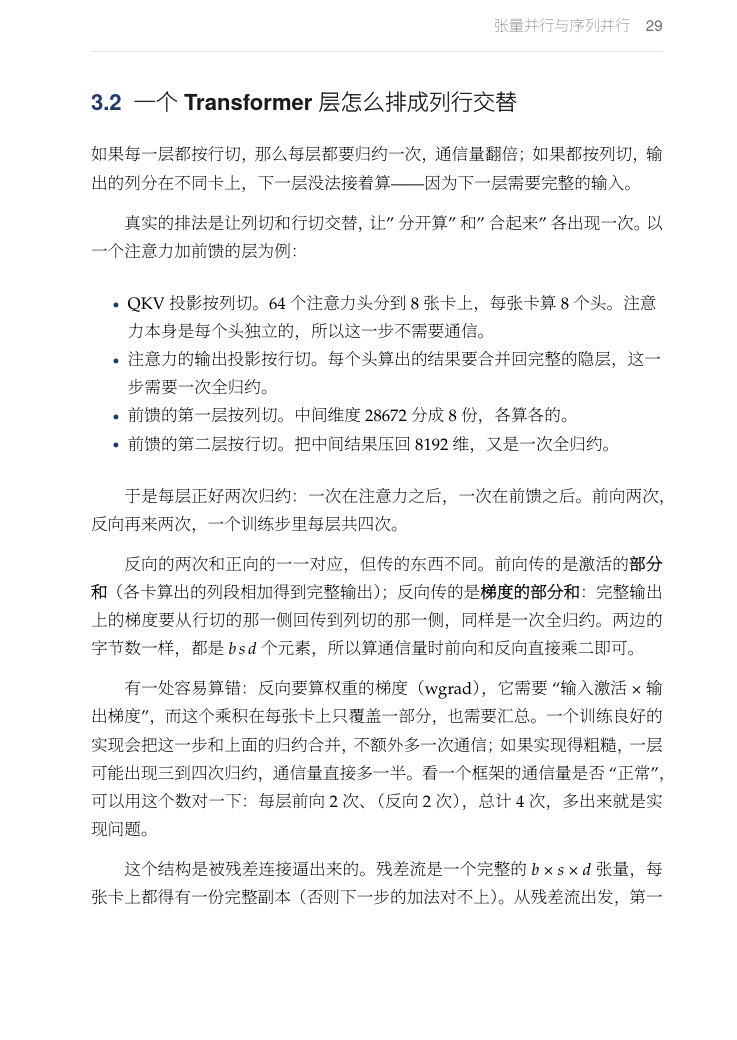 张量并行与序列并行 29
3.2 一个 Transformer 层怎么排成列行交替
如果每一层都按行切，那么每层都要归约一次，通信量翻倍；如果都按列切，输
出的列分在不同卡上，下一层没法接着算——因为下一层需要完整的输入。
真实的排法是让列切和行切交替，让” 分开算” 和” 合起来” 各出现一次。以
一个注意力加前馈的层为例：
• QKV 投影按列切。64 个注意力头分到 8 张卡上，每张卡算 8 个头。注意
力本身是每个头独立的，所以这一步不需要通信。
• 注意力的输出投影按行切。每个头算出的结果要合并回完整的隐层，这一
步需要一次全归约。
• 前馈的第一层按列切。中间维度 28672 分成 8 份，各算各的。
• 前馈的第二层按行切。把中间结果压回 8192 维，又是一次全归约。
于是每层正好两次归约：一次在注意力之后，一次在前馈之后。前向两次，
反向再来两次，一个训练步里每层共四次。
反向的两次和正向的一一对应，但传的东西不同。前向传的是激活的部分
和（各卡算出的列段相加得到完整输出）；反向传的是梯度的部分和：完整输出
上的梯度要从行切的那一侧回传到列切的那一侧，同样是一次全归约。两边的
字节数一样，都是 b s d 个元素，所以算通信量时前向和反向直接乘二即可。
有一处容易算错：反向要算权重的梯度（wgrad），它需要 “输入激活 × 输
出梯度”，而这个乘积在每张卡上只覆盖一部分，也需要汇总。一个训练良好的
实现会把这一步和上面的归约合并，不额外多一次通信；如果实现得粗糙，一层
可能出现三到四次归约，通信量直接多一半。看一个框架的通信量是否 “正常”，
可以用这个数对一下：每层前向 2 次、（反向 2 次），总计 4 次，多出来就是实
现问题。
这个结构是被残差连接逼出来的。残差流是一个完整的 b × s × d 张量，每
张卡上都得有一份完整副本（否则下一步的加法对不上）。从残差流出发，第一